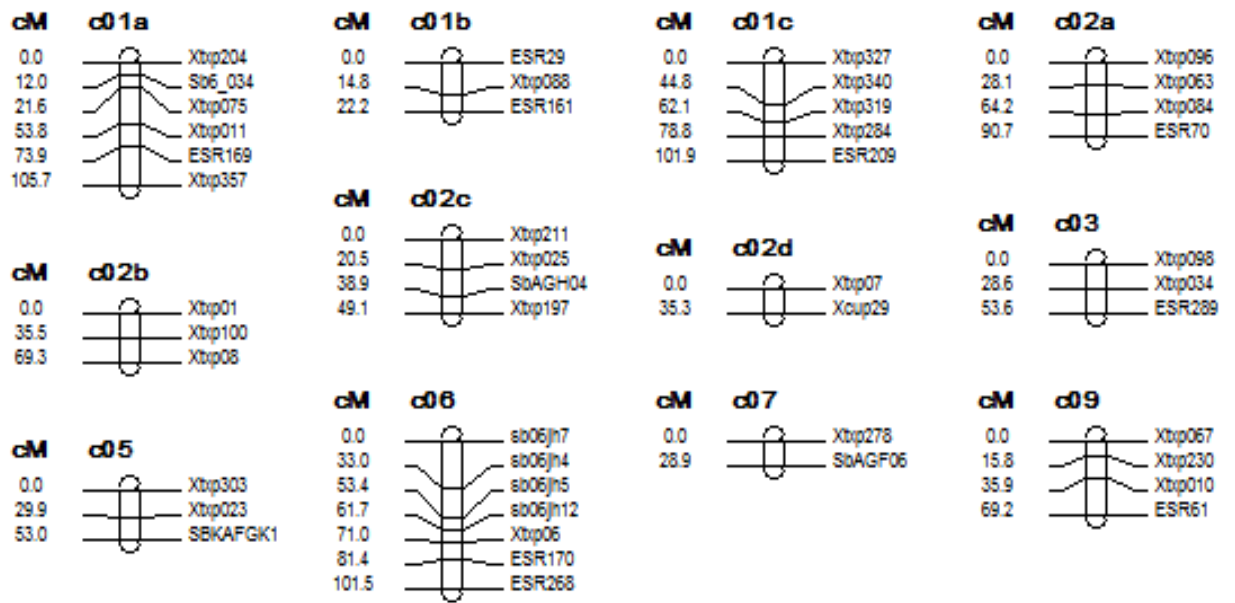 cM c01a
0.0 Xtxp204
12.0 Sb6_034
21.6 Xtxp075
53.8 Xtxp011
73.9 ESR169
105.7 Xtxp357
cM c01b
0.0 ESR29
14.8 Xtxp088
22.2 ESR161
cM c01c
0.0 Xtxp327
44.8 Xtxp340
62.1 Xtxp319
78.8 Xtxp284
101.9 ESR209
cM c02a
0.0 Xtxp096
28.1 Xtxp063
64.2 Xtxp084
90.7 ESR70
cM c02b
0.0 Xtxp01
35.5 Xtxp100
69.3 Xtxp08
cM c02c
0.0 Xtxp211
20.5 Xtxp025
38.9 SbAGH04
49.1 Xtxp197
cM c02d
0.0 Xtxp07
35.3 Xcup29
cM c03
0.0 Xtxp098
28.6 Xtxp034
53.6 ESR289
cM c05
0.0 Xtxp303
29.9 Xtxp023
53.0 SBKAFGK1
cM c06
0.0 sb06jh7
33.0 sb06jh4
53.4 sb06jh5
61.7 sb06jh12
71.0 Xtxp06
81.4 ESR170
101.5 ESR268
cM c07
0.0 Xtxp278
28.9 SbAGF06
cM c09
0.0 Xtxp067
15.8 Xtxp230
35.9 Xtxp010
69.2 ESR61